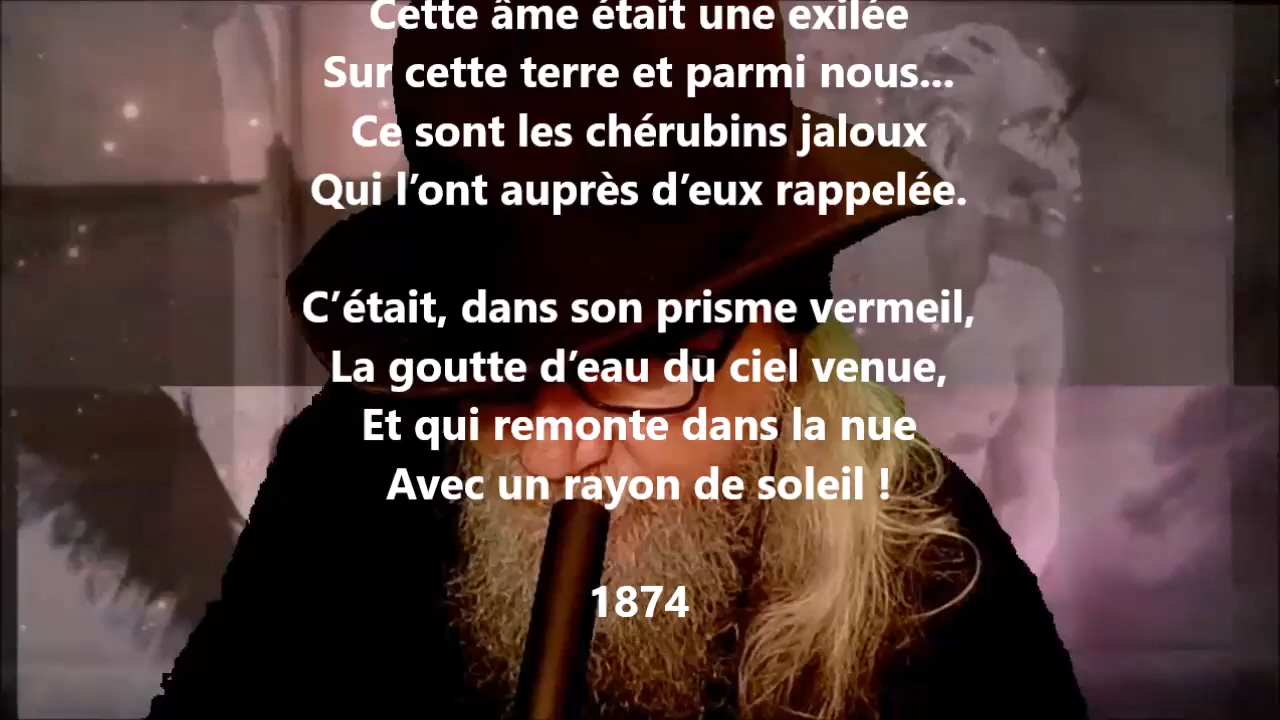 Cette âme était une exilée
Sur cette terre et parmi nous...
Ce sont les chérubins jaloux
Qui l’ont auprès d’eux rappelée.
C’était, dans son prisme vermeil,
La goutte d’eau du ciel venue,
Et qui remonte dans la nue
Avec un rayon de soleil !
1874